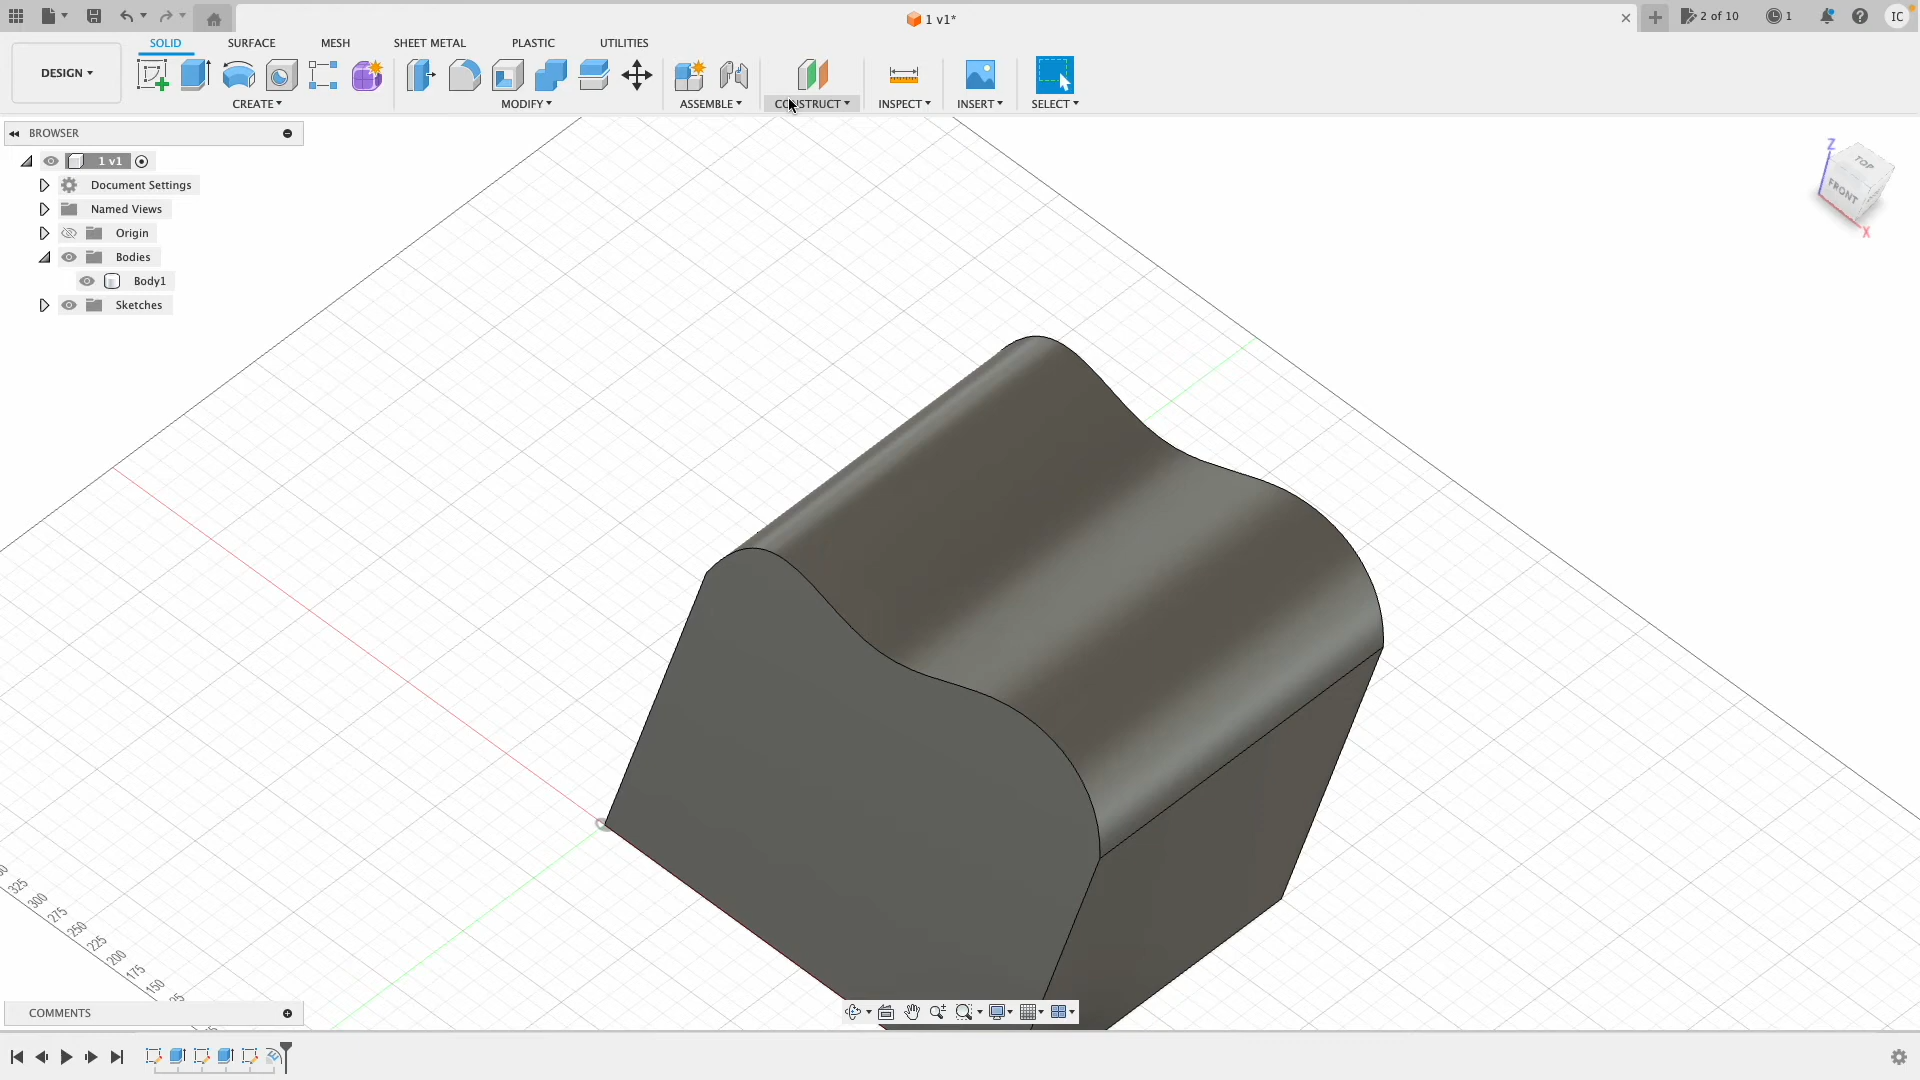 1 v1*
2 of 10
1
IC
DESIGN
SOLID
SURFACE
MESH
SHEET METAL
PLASTIC
UTILITIES
CREATE
MODIFY
ASSEMBLE
CONSTRUCT
INSPECT
INSERT
SELECT
BROWSER
1 v1
Document Settings
Named Views
Origin
Bodies
Body1
Sketches
Z
TOP
FRONT
X
325
300
275
250
225
200
175
150
COMMENTS